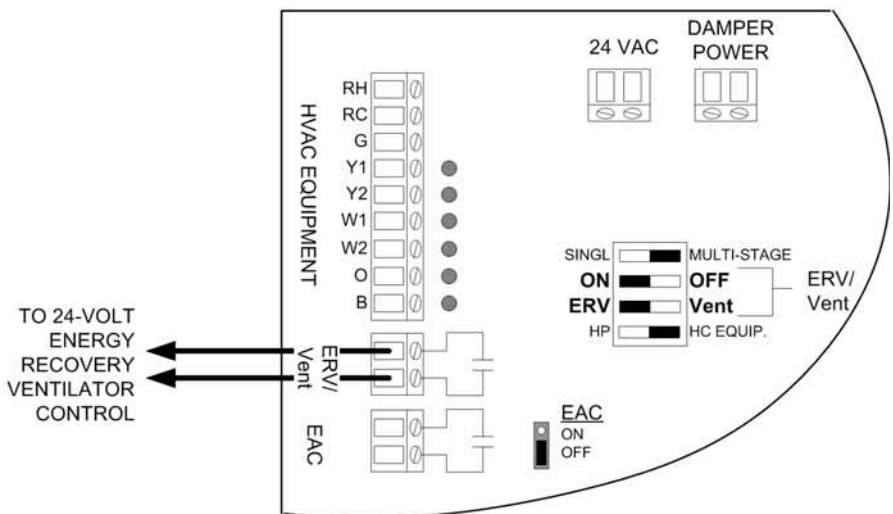 24 VAC
DAMPER
POWER
HVAC EQUIPMENT
RH
RC
G
Y1
Y2
W1
W2
O
B
SINGL
MULTI-STAGE
ON
OFF
ERV
Vent
HP
HC EQUIP.
ERV/
Vent
TO 24-VOLT
ENERGY
RECOVERY
VENTILATOR
CONTROL
ERV/
Vent
EAC
EAC
ON
OFF